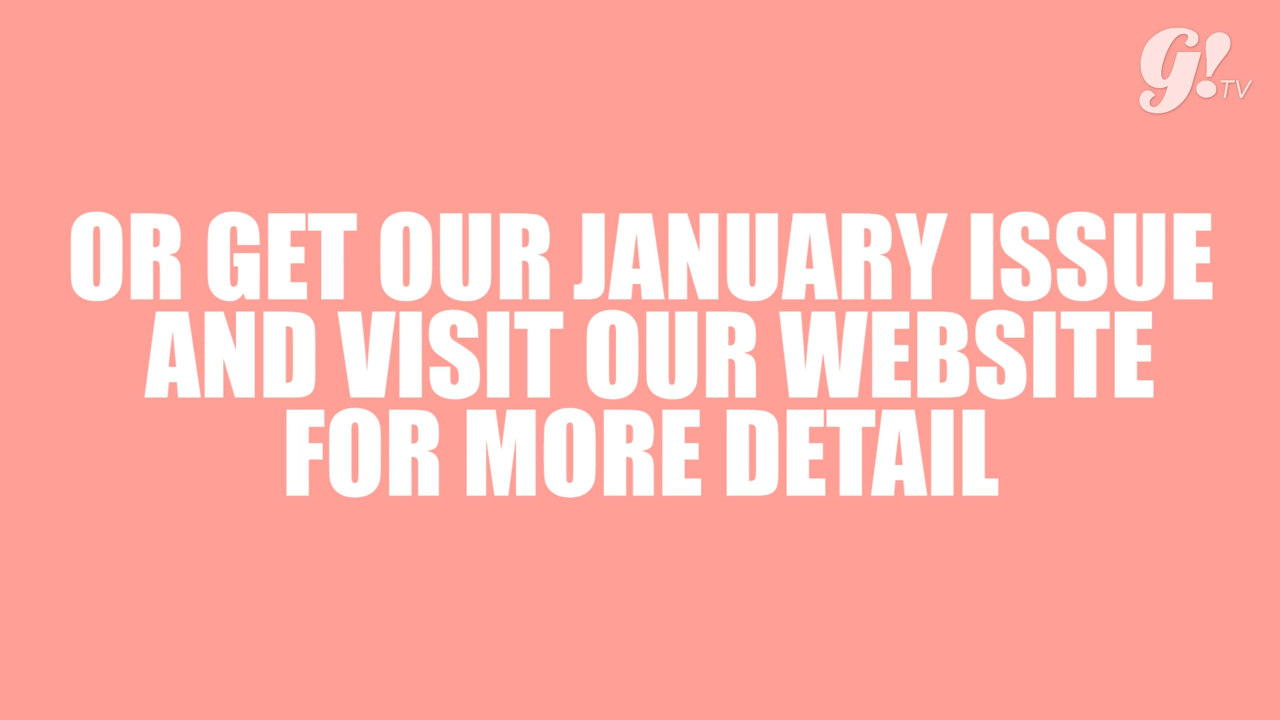 G! TV
OR GET OUR JANUARY ISSUE
AND VISIT OUR WEBSITE
FOR MORE DETAIL